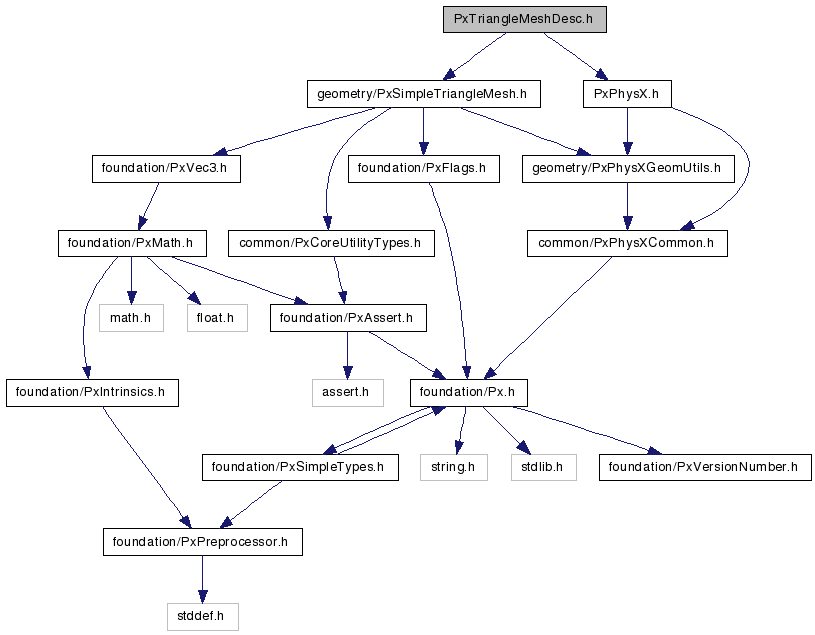 PxTriangleMeshDesc.h
geometry/PxSimpleTriangleMesh.h
PxPhysX.h
foundation/PxVec3.h
foundation/PxFlags.h
geometry/PxPhysXGeomUtils.h
foundation/PxMath.h
common/PxCoreUtilityTypes.h
common/PxPhysXCommon.h
math.h
float.h
foundation/PxAssert.h
foundation/PxIntrinsics.h
assert.h
foundation/Px.h
foundation/PxSimpleTypes.h
string.h
stdlib.h
foundation/PxVersionNumber.h
foundation/PxPreprocessor.h
stddef.h